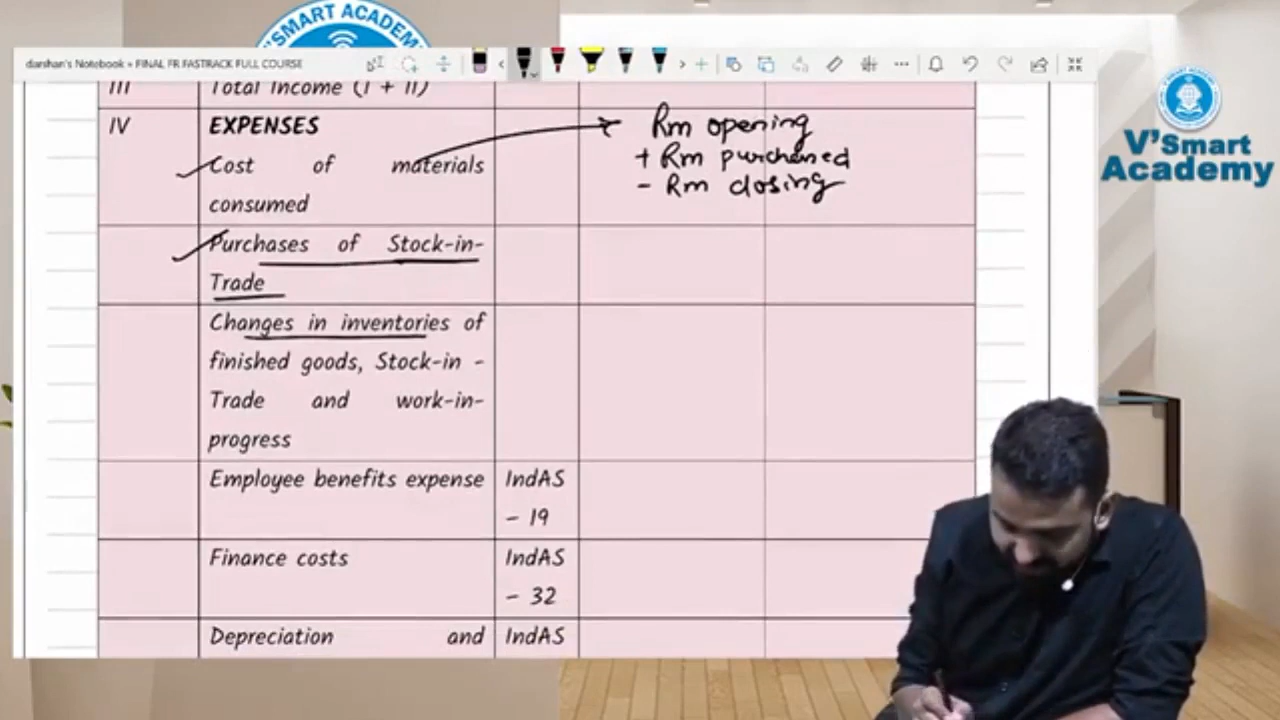 V'SMART ACADEMY
darshan's Notebook » FINAL FR FASTRACK FULL COURSE
III Total Income (I + II)
IV EXPENSES
Cost of materials
consumed
Rm opening
+ Rm purchased
- Rm closing
Purchases of Stock-in-
Trade
Changes in inventories of
finished goods, Stock-in -
Trade and work-in-
progress
Employee benefits expense IndAS
- 19
Finance costs IndAS
- 32
Depreciation and IndAS
V'Smart
Academy